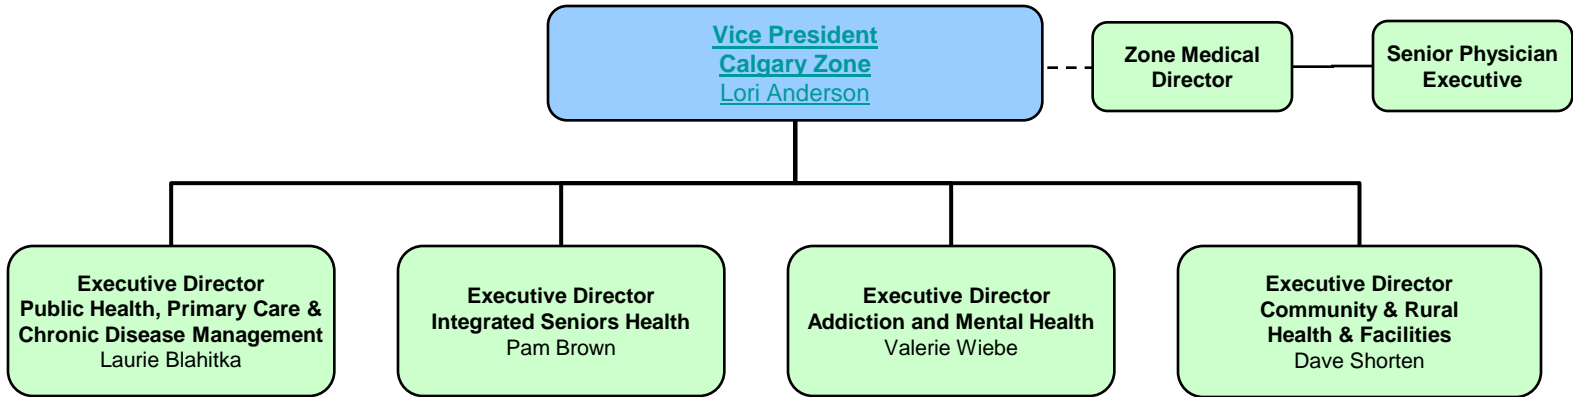 Vice President
Calgary Zone
Lori Anderson
Zone Medical
Director
Senior Physician
Executive
Executive Director
Public Health, Primary Care &
Chronic Disease Management
Laurie Blahitka
Executive Director
Integrated Seniors Health
Pam Brown
Executive Director
Addiction and Mental Health
Valerie Wiebe
Executive Director
Community & Rural
Health & Facilities
Dave Shorten